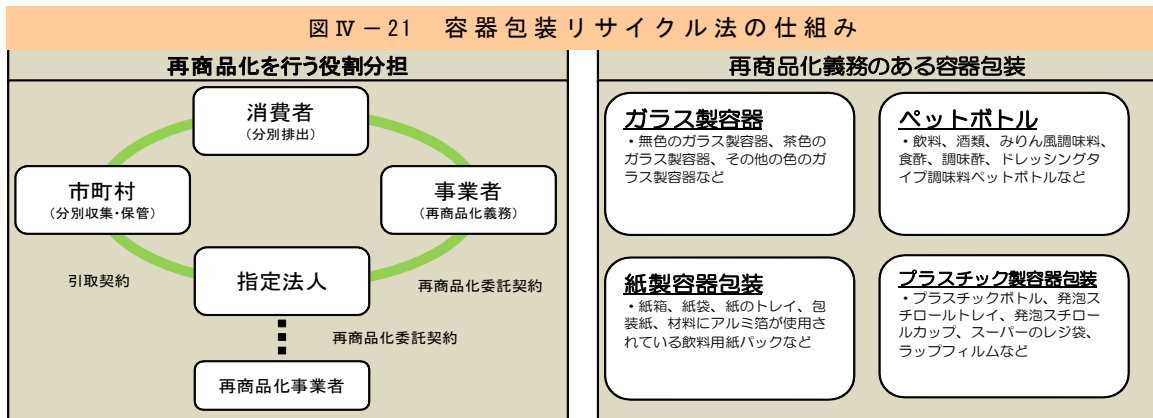 図Ⅳ－21　容器包装リサイクル法の仕組み
再商品化を行う役割分担
消費者
（分別排出）
市町村
（分別収集・保管）
事業者
（再商品化義務）
指定法人
引取契約
再商品化委託契約
再商品化委託契約
再商品化事業者
再商品化義務のある容器包装
ガラス製容器
・無色のガラス製容器、茶色の
ガラス製容器、その他の色のガ
ラス製容器など
ペットボトル
・飲料、酒類、みりん風調味料、
食酢、調味酢、ドレッシングタ
イプ調味料ペットボトルなど
紙製容器包装
・紙箱、紙袋、紙のトレイ、包
装紙、材料にアルミ箔が使用さ
れている飲料用紙パックなど
プラスチック製容器包装
・プラスチックボトル、発泡ス
チロールトレイ、発泡スチロー
ルカップ、スーパーのレジ袋、
ラップフィルムなど